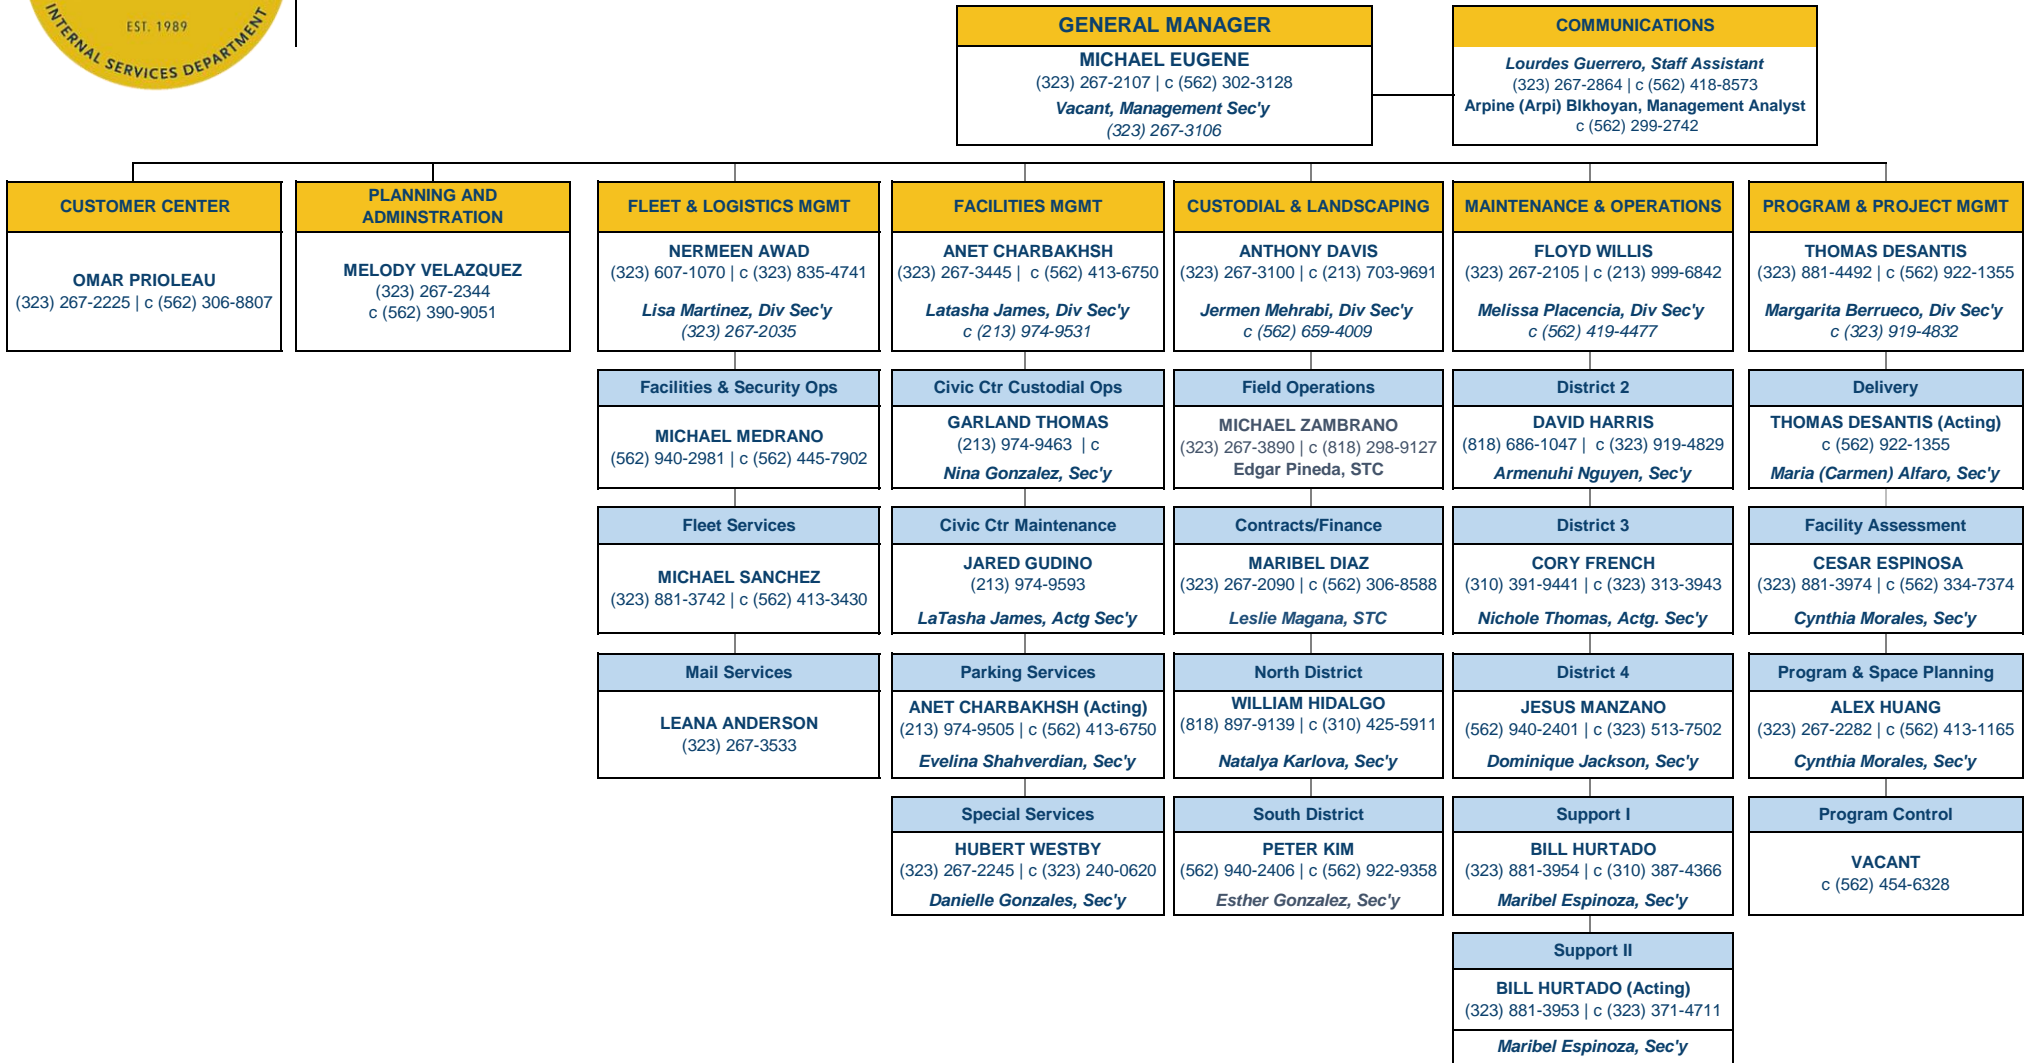 EST. 1989
INTERNAL SERVICES DEPARTMENT
GENERAL MANAGER
MICHAEL EUGENE
(323) 267-2107 | c (562) 302-3128
Vacant, Management Sec'y
(323) 267-3106
COMMUNICATIONS
Lourdes Guerrero, Staff Assistant
(323) 267-2864 | c (562) 418-8573
Arpine (Arpi) Blkhoyan, Management Analyst
c (562) 299-2742
CUSTOMER CENTER
OMAR PRIOLEAU
(323) 267-2225 | c (562) 306-8807
PLANNING AND
ADMINSTRATION
MELODY VELAZQUEZ
(323) 267-2344
c (562) 390-9051
FLEET & LOGISTICS MGMT
NERMEEN AWAD
(323) 607-1070 | c (323) 835-4741
Lisa Martinez, Div Sec'y
(323) 267-2035
Facilities & Security Ops
MICHAEL MEDRANO
(562) 940-2981 | c (562) 445-7902
Fleet Services
MICHAEL SANCHEZ
(323) 881-3742 | c (562) 413-3430
Mail Services
LEANA ANDERSON
(323) 267-3533
FACILITIES MGMT
ANET CHARBAKHSH
(323) 267-3445 | c (562) 413-6750
Latasha James, Div Sec'y
c (213) 974-9531
Civic Ctr Custodial Ops
GARLAND THOMAS
(213) 974-9463 | c
Nina Gonzalez, Sec'y
Civic Ctr Maintenance
JARED GUDINO
(213) 974-9593
LaTasha James, Actg Sec'y
Parking Services
ANET CHARBAKHSH (Acting)
(213) 974-9505 | c (562) 413-6750
Evelina Shahverdian, Sec'y
Special Services
HUBERT WESTBY
(323) 267-2245 | c (323) 240-0620
Danielle Gonzales, Sec'y
CUSTODIAL & LANDSCAPING
ANTHONY DAVIS
(323) 267-3100 | c (213) 703-9691
Jermen Mehrabi, Div Sec'y
c (562) 659-4009
Field Operations
MICHAEL ZAMBRANO
(323) 267-3890 | c (818) 298-9127
Edgar Pineda, STC
Contracts/Finance
MARIBEL DIAZ
(323) 267-2090 | c (562) 306-8588
Leslie Magana, STC
North District
WILLIAM HIDALGO
(818) 897-9139 | c (310) 425-5911
Natalya Karlova, Sec'y
South District
PETER KIM
(562) 940-2406 | c (562) 922-9358
Esther Gonzalez, Sec'y
MAINTENANCE & OPERATIONS
FLOYD WILLIS
(323) 267-2105 | c (213) 999-6842
Melissa Placencia, Div Sec'y
c (562) 419-4477
District 2
DAVID HARRIS
(818) 686-1047 | c (323) 919-4829
Armenuhi Nguyen, Sec'y
District 3
CORY FRENCH
(310) 391-9441 | c (323) 313-3943
Nichole Thomas, Actg. Sec'y
District 4
JESUS MANZANO
(562) 940-2401 | c (323) 513-7502
Dominique Jackson, Sec'y
Support I
BILL HURTADO
(323) 881-3954 | c (310) 387-4366
Maribel Espinoza, Sec'y
Support II
BILL HURTADO (Acting)
(323) 881-3953 | c (323) 371-4711
Maribel Espinoza, Sec'y
PROGRAM & PROJECT MGMT
THOMAS DESANTIS
(323) 881-4492 | c (562) 922-1355
Margarita Berrueco, Div Sec'y
c (323) 919-4832
Delivery
THOMAS DESANTIS (Acting)
c (562) 922-1355
Maria (Carmen) Alfaro, Sec'y
Facility Assessment
CESAR ESPINOSA
(323) 881-3974 | c (562) 334-7374
Cynthia Morales, Sec'y
Program & Space Planning
ALEX HUANG
(323) 267-2282 | c (562) 413-1165
Cynthia Morales, Sec'y
Program Control
VACANT
c (562) 454-6328